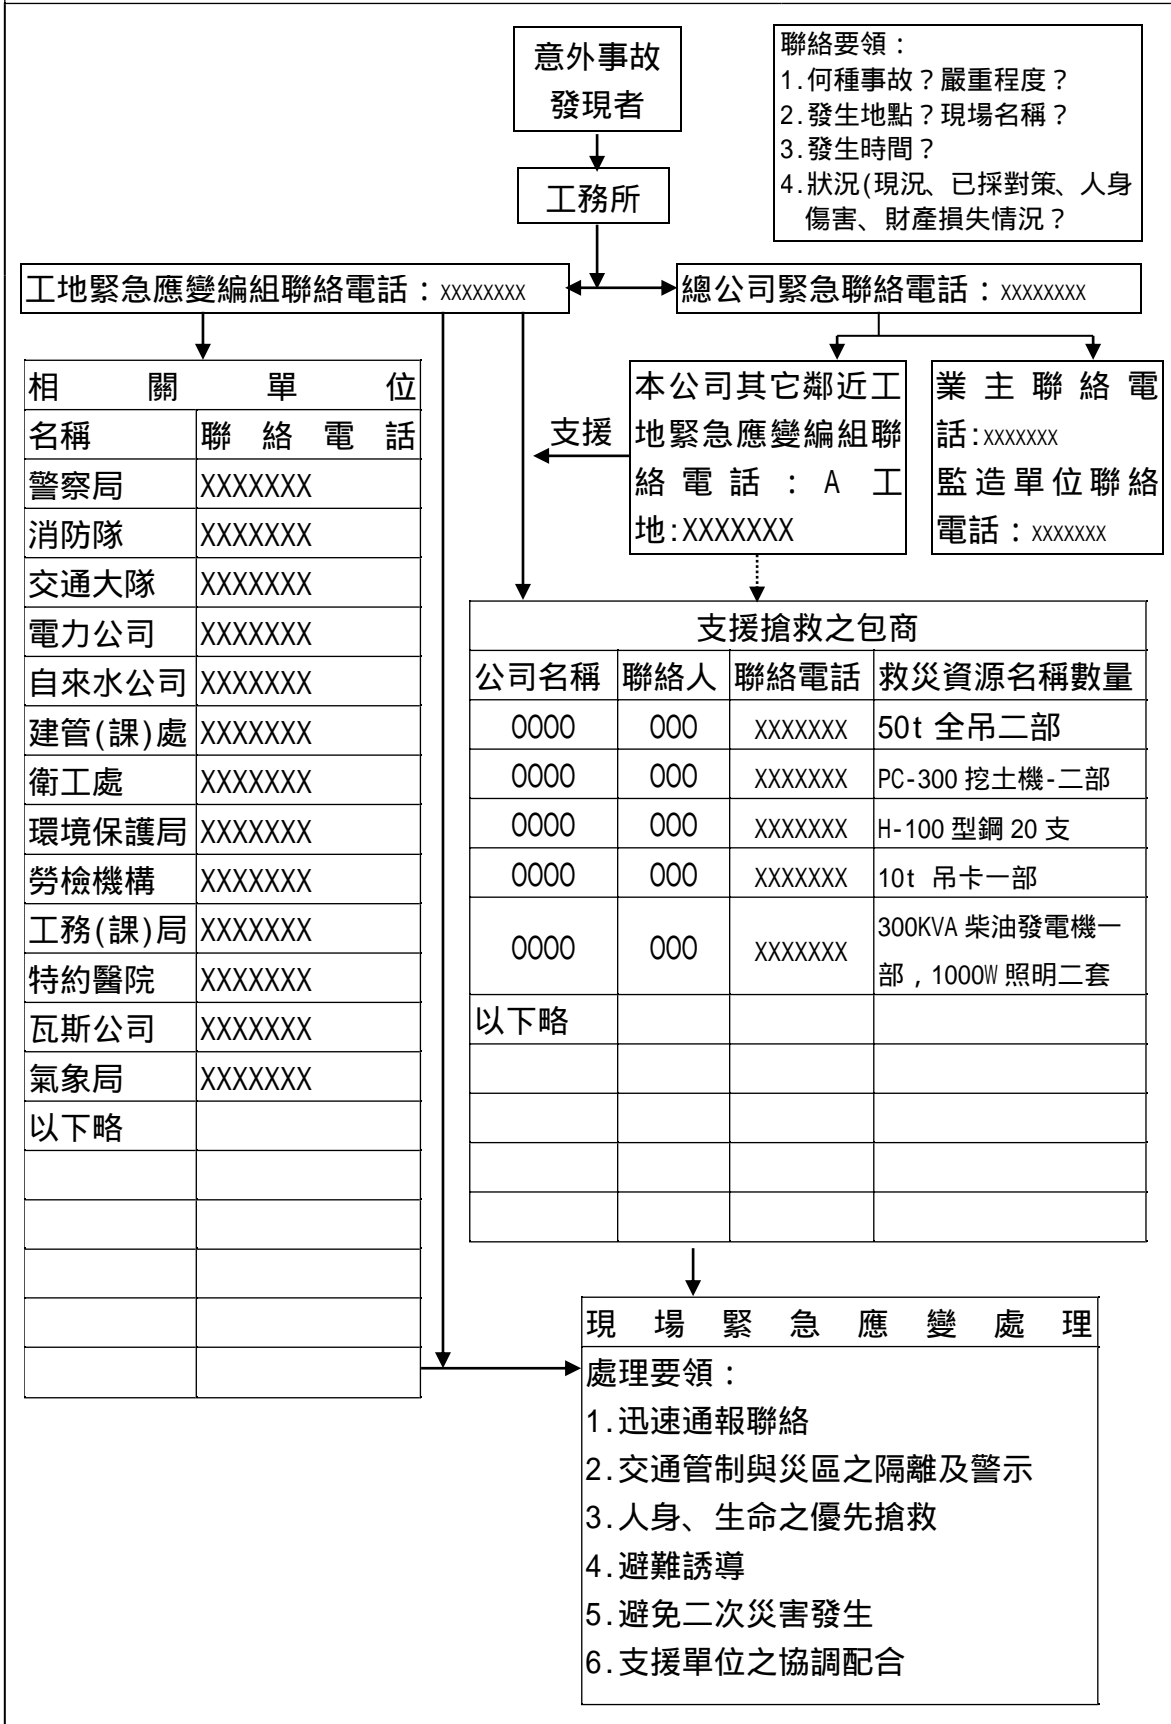 意外事故
發現者
聯絡要領：
1.何種事故？嚴重程度？
2.發生地點？現場名稱？
3.發生時間？
4.狀況(現況、已採對策、人身
傷害、財產損失情況？
工務所
工地緊急應變編組聯絡電話：XXXXXXXX
總公司緊急聯絡電話：XXXXXXXX
相關單位
名稱 聯絡電話
警察局 XXXXXXX
消防隊 XXXXXXX
交通大隊 XXXXXXX
電力公司 XXXXXXX
自來水公司 XXXXXXX
建管(課)處 XXXXXXX
衛工處 XXXXXXX
環境保護局 XXXXXXX
勞檢機構 XXXXXXX
工務(課)局 XXXXXXX
特約醫院 XXXXXXX
瓦斯公司 XXXXXXX
氣象局 XXXXXXX
以下略
支援
本公司其它鄰近工
地緊急應變編組聯
絡電話：A工
地:XXXXXXX
業主聯絡電
話:XXXXXXX
監造單位聯絡
電話：XXXXXXX
支援搶救之包商
公司名稱 聯絡人 聯絡電話 救災資源名稱數量
OOOO OOO XXXXXXX 50t 全吊二部
OOOO OOO XXXXXXX PC-300 挖土機-二部
OOOO OOO XXXXXXX H-100 型鋼 20 支
OOOO OOO XXXXXXX 10t 吊卡一部
OOOO OOO XXXXXXX 300KVA 柴油發電機一
部，1000W 照明二套
以下略
現場緊急應變處理
處理要領：
1.迅速通報聯絡
2.交通管制與災區之隔離及警示
3.人身、生命之優先搶救
4.避難誘導
5.避免二次災害發生
6.支援單位之協調配合